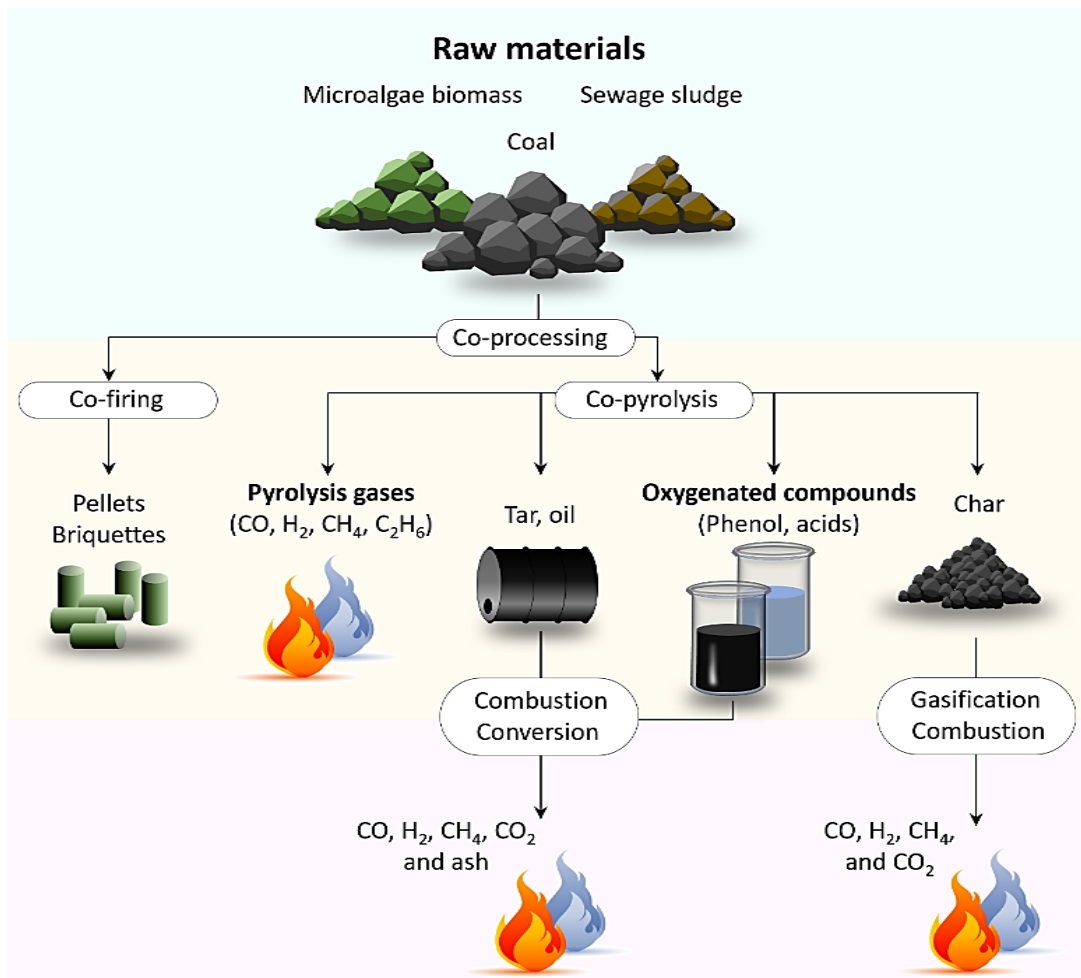 Raw materials
Microalgae biomass
Sewage sludge
Coal
Co-processing
Co-firing
Co-pyrolysis
Pellets
Briquettes
Pyrolysis gases
(CO, H₂, CH₄, C₂H₆)
Tar, oil
Oxygenated compounds
(Phenol, acids)
Char
Combustion
Conversion
Gasification
Combustion
CO, H₂, CH₄, CO₂
and ash
CO, H₂, CH₄,
and CO₂